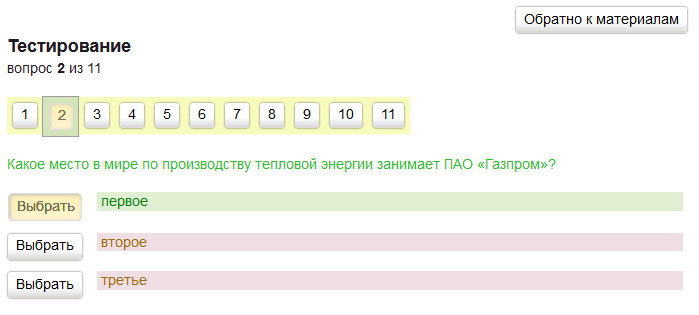 Обратно к материалам
Тестирование
вопрос 2 из 11
1 2 3 4 5 6 7 8 9 10 11
Какое место в мире по производству тепловой энергии занимает ПАО «Газпром»?
Выбрать первое
Выбрать второе
Выбрать третье